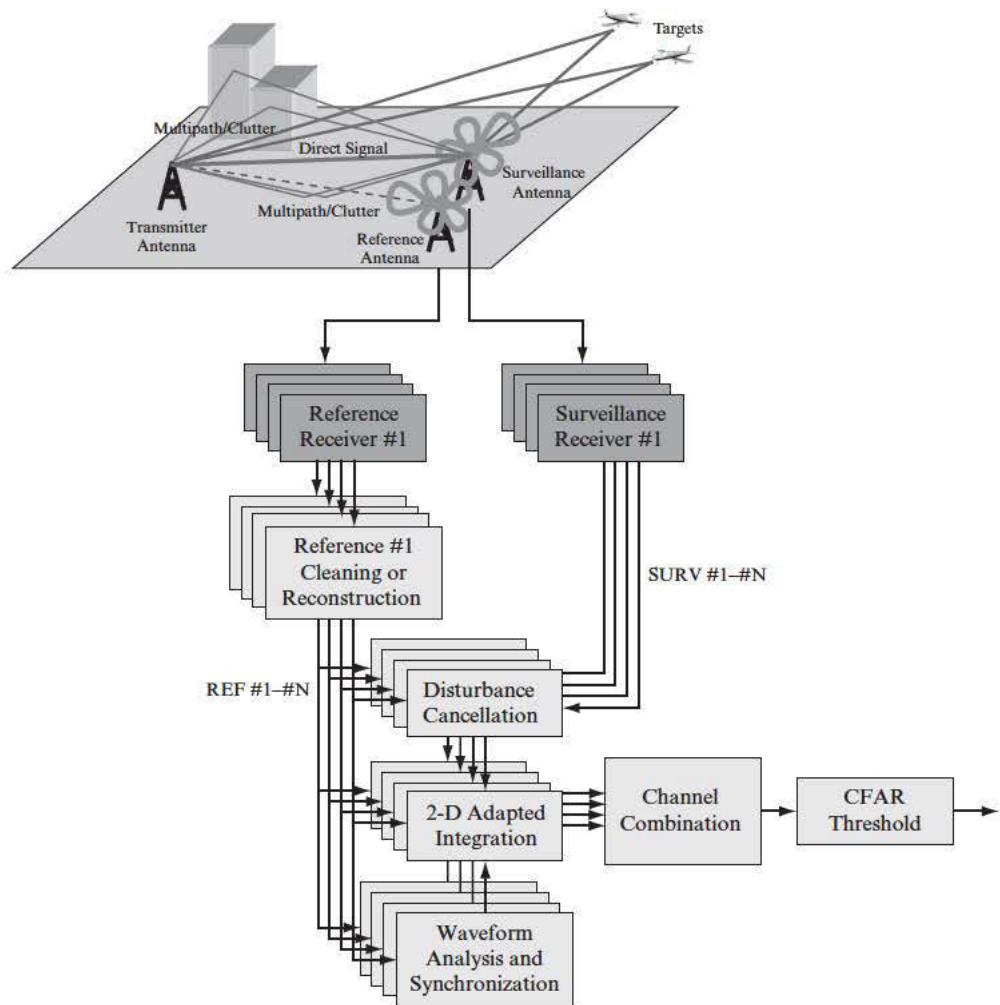 Targets
Multipath/Clutter
Direct Signal
Surveillance
Antenna
Multipath/Clutter
Transmitter
Antenna
Reference
Antenna
Reference
Receiver #1
Surveillance
Receiver #1
Reference #1
Cleaning or
Reconstruction
SURV #1–#N
REF #1–#N
Disturbance
Cancellation
2-D Adapted
Integration
Channel
Combination
CFAR
Threshold
Waveform
Analysis and
Synchronization